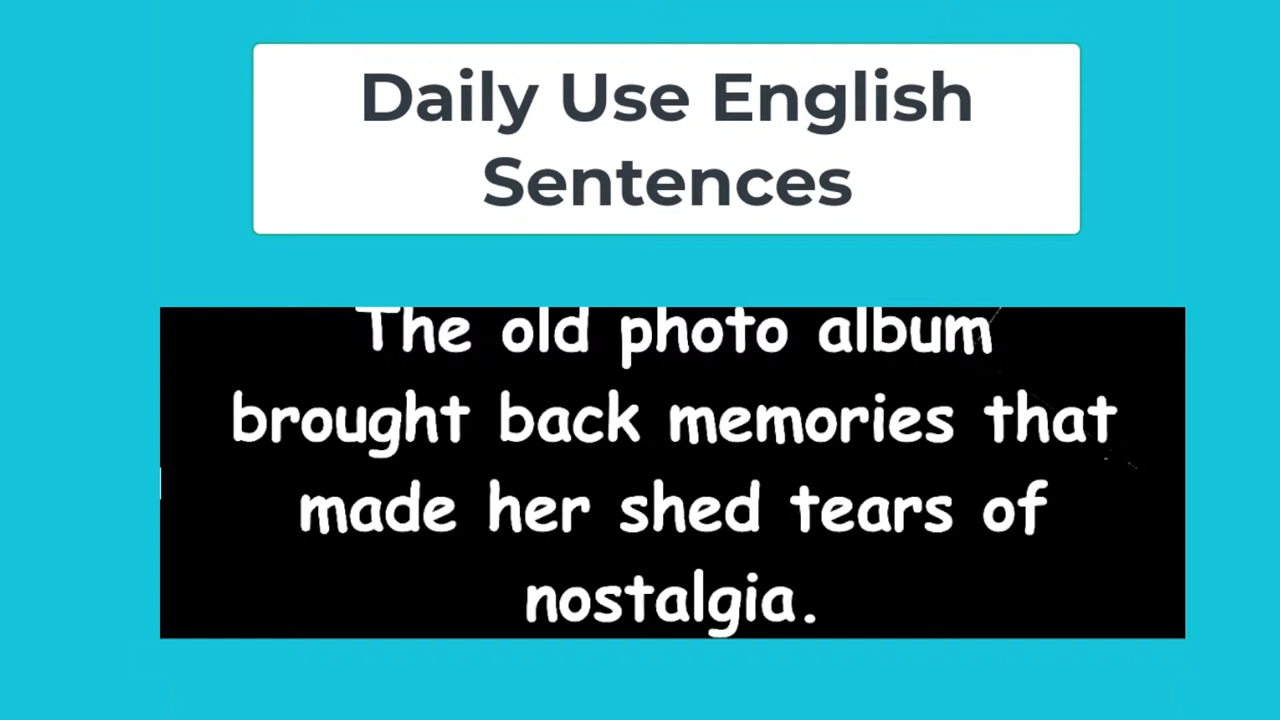 Daily Use English
Sentences
The old photo album
brought back memories that
made her shed tears of
nostalgia.